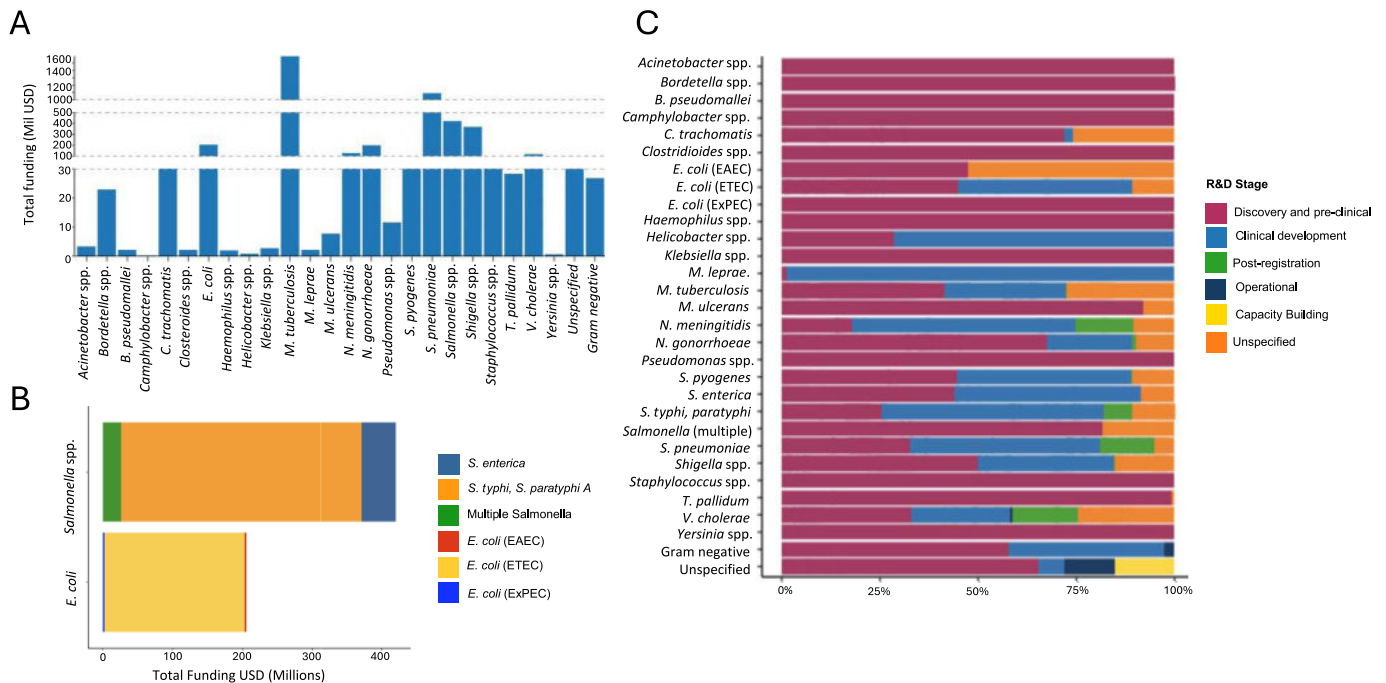 A
Total funding (Mil USD)
1600
1400
1200
1000
500
400
300
200
100
30
20
10
0
Acinetobacter spp.
Bordetella spp.
B. pseudomallei
Camphylobacter spp.
C. trachomatis
Closteroides spp.
E. coli
Haemophilus spp.
Helicobacter spp.
Klebsiella spp.
M. tuberculosis
M. leprae
M. ulcerans
N. meningitidis
N. gonorrhoeae
Pseudomonas spp.
S. pyogenes
S. pneumoniae
Salmonella spp.
Shigella spp.
Staphylococcus spp.
T. pallidum
V. cholerae
Yersinia spp.
Unspecified
Gram negative
B
Salmonella spp.
E. coli
0
100
200
300
400
Total Funding USD (Millions)
S. enterica
S. typhi, S. paratyphi A
Multiple Salmonella
E. coli (EAEC)
E. coli (ETEC)
E. coli (ExPEC)
C
Acinetobacter spp.
Bordetella spp.
B. pseudomallei
Camphylobacter spp.
C. trachomatis
Clostridioides spp.
E. coli (EAEC)
E. coli (ETEC)
E. coli (ExPEC)
Haemophilus spp.
Helicobacter spp.
Klebsiella spp.
M. leprae.
M. tuberculosis
M. ulcerans
N. meningitidis
N. gonorrhoeae
Pseudomonas spp.
S. pyogenes
S. enterica
S. typhi, paratyphi
Salmonella (multiple)
S. pneumoniae
Shigella spp.
Staphylococcus spp.
T. pallidum
V. cholerae
Yersinia spp.
Gram negative
Unspecified
0%
25%
50%
75%
100%
R&D Stage
Discovery and pre-clinical
Clinical development
Post-registration
Operational
Capacity Building
Unspecified